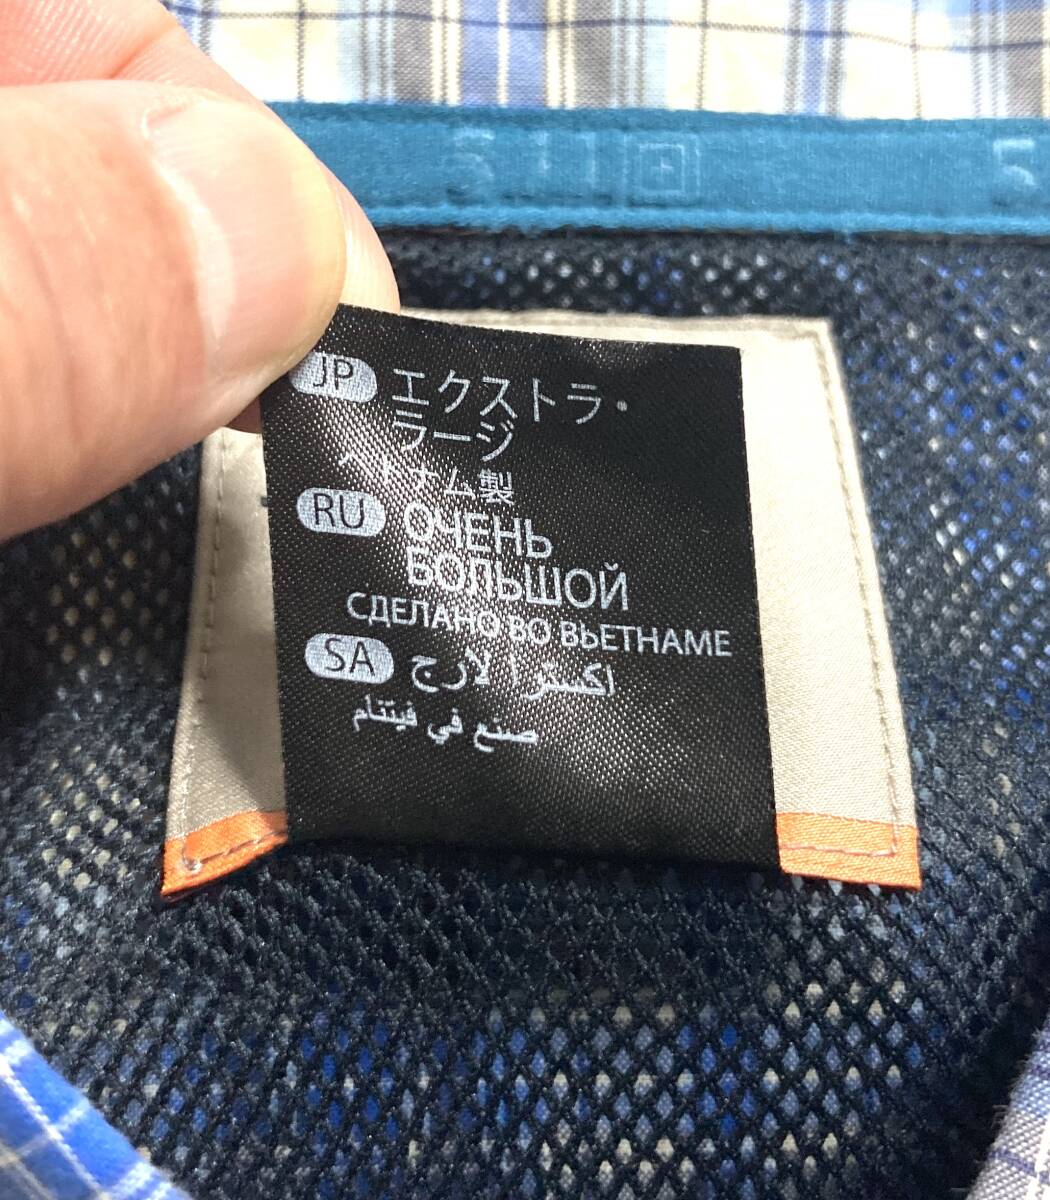 5.11
5
JP エクストラ・
ラージ
ベトナム製
RU ОЧЕНЬ
БОЛЬШОЙ
СДЕЛАНО ВО ВЬЕТНАМЕ
SA اكسترا لارج
صنع في فيتنام